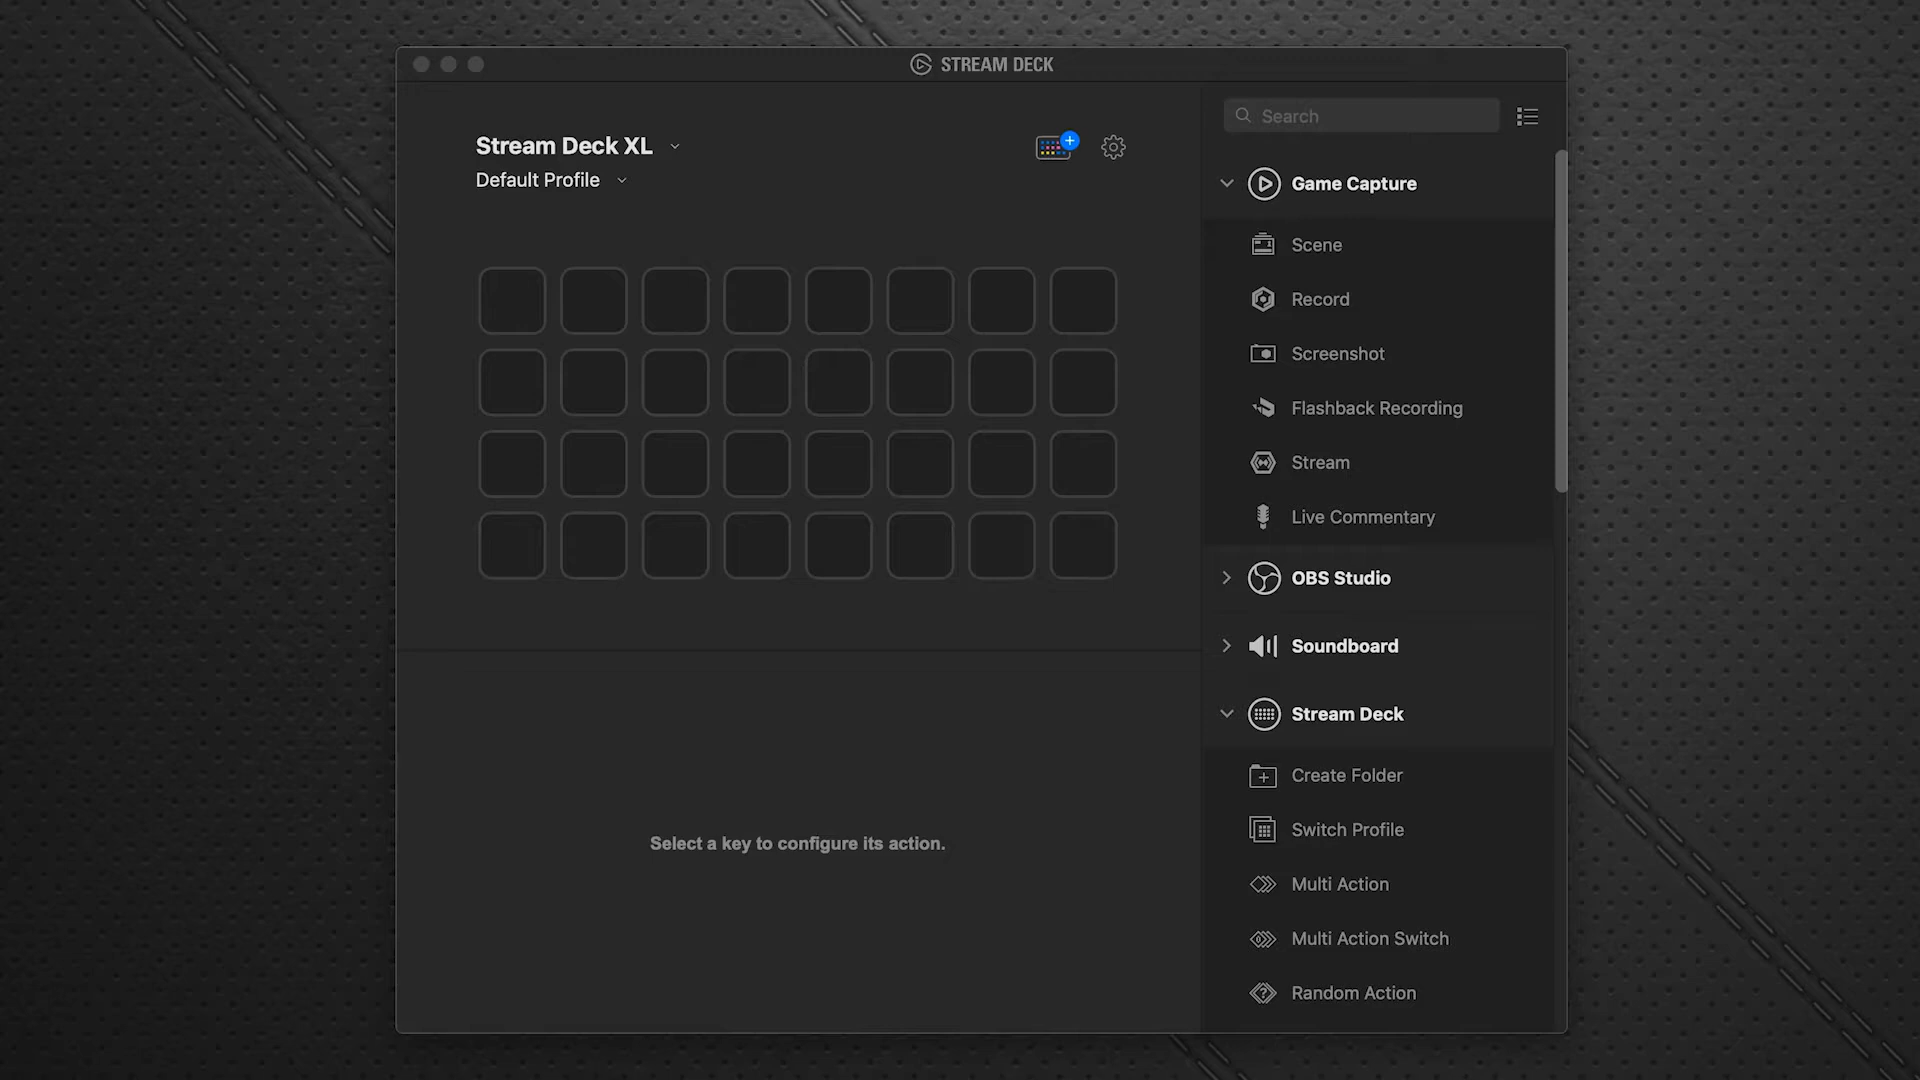 STREAM DECK
Stream Deck XL
Default Profile
Search
Game Capture
Scene
Record
Screenshot
Flashback Recording
Stream
Live Commentary
OBS Studio
Soundboard
Stream Deck
Create Folder
Switch Profile
Multi Action
Multi Action Switch
Random Action
Select a key to configure its action.